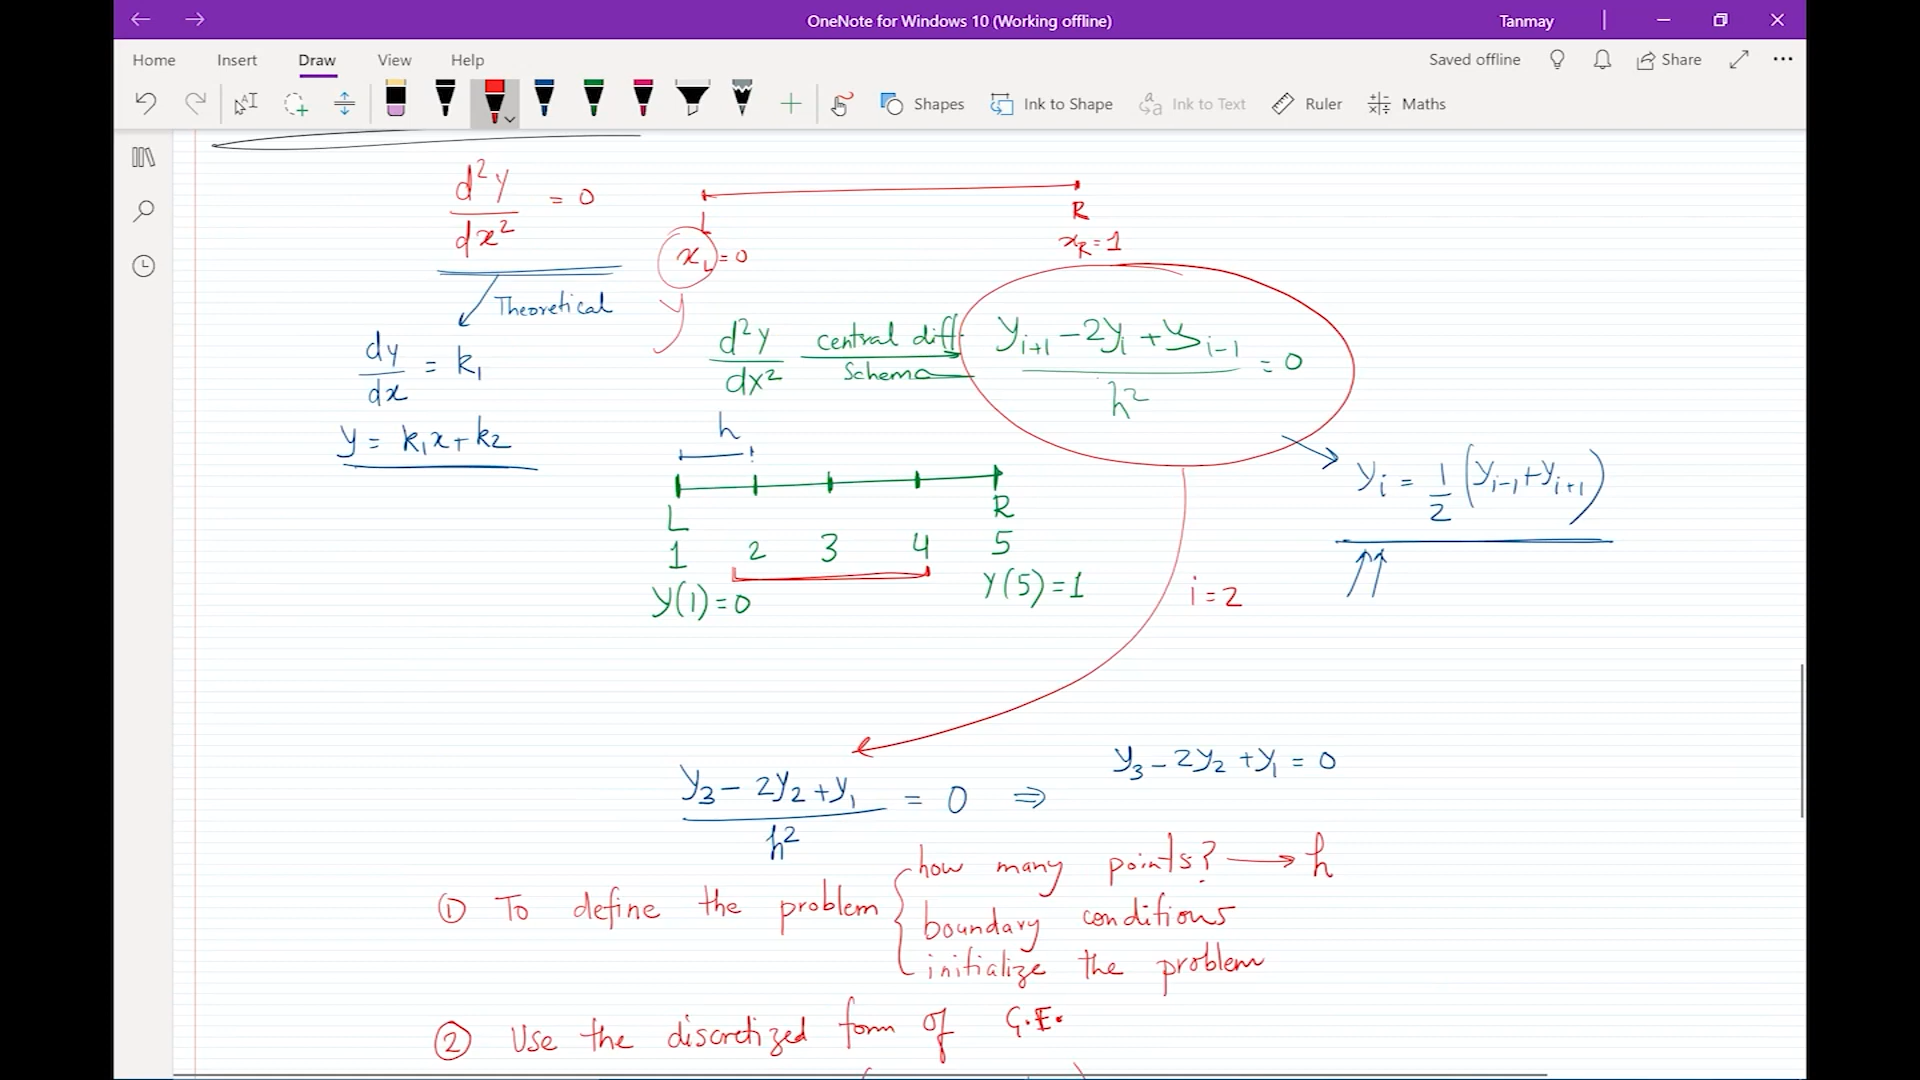 OneNote for Windows 10 (Working offline)
Tanmay
Home Insert Draw View Help
Saved offline
Share
Shapes
Ink to Shape
Ink to Text
Ruler
Maths
d²y/dx² = 0
L
R
x_L = 0
x_R = 1
Theoretical
dy/dx = k₁
y = k₁x + k₂
y
d²y/dx² central diff. Schema (y_{i+1} - 2y_i + y_{i-1})/h² = 0
h
y_i = 1/2 (y_{i-1} + y_{i+1})
L R
1 2 3 4 5
y(1) = 0
y(5) = 1
i = 2
(y₃ - 2y₂ + y₁)/h² = 0 ⇒ y₃ - 2y₂ + y₁ = 0
① To define the problem { how many points? → h
boundary conditions
initialize the problem
② Use the discretized form of G.E.